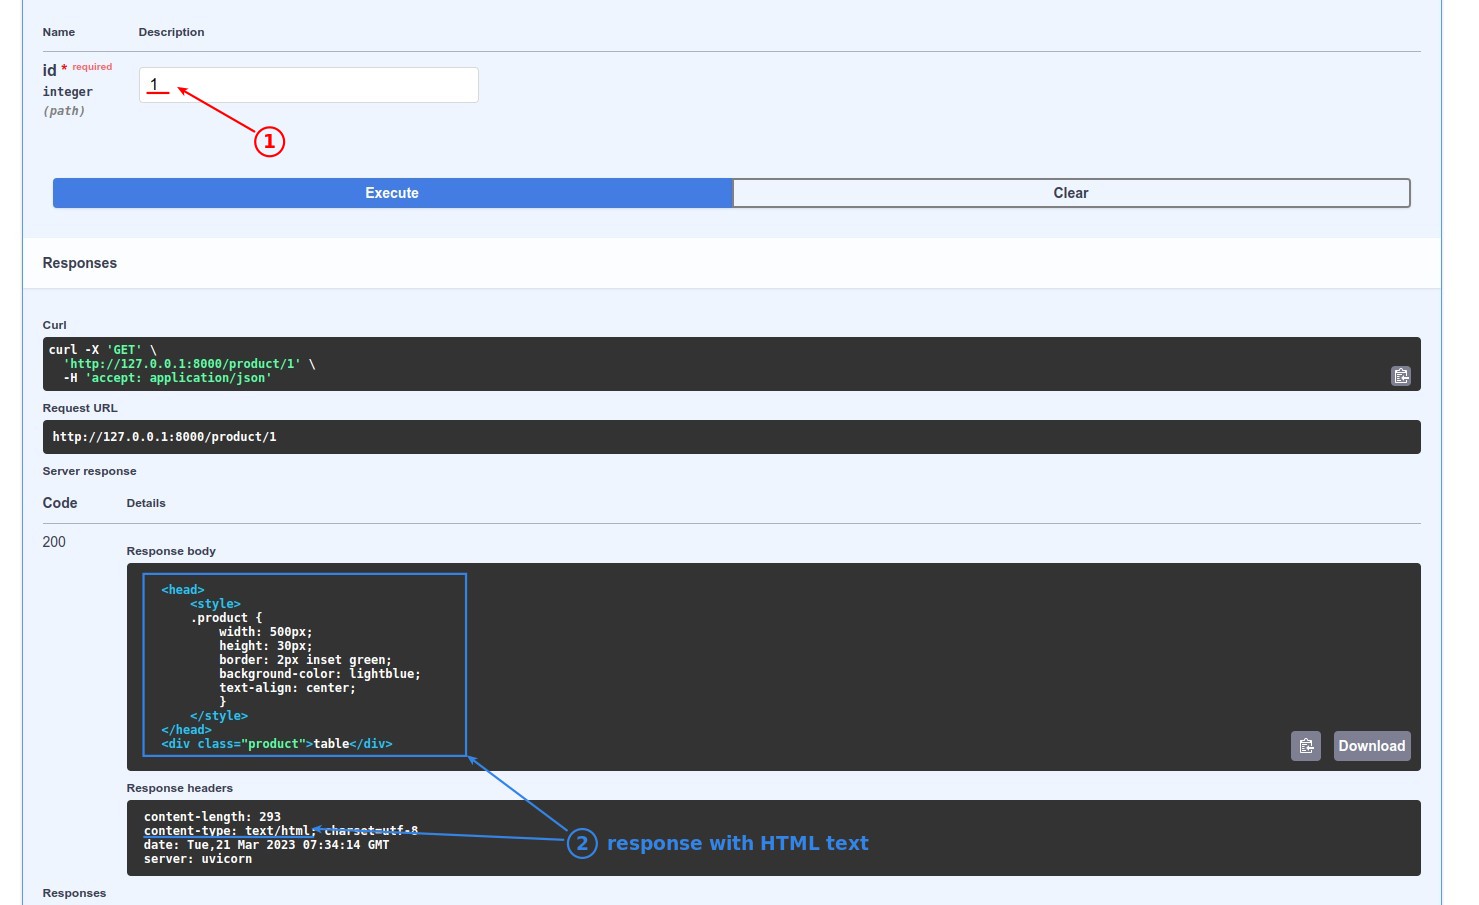 Name Description
id * required
integer
(path)
1
1
Execute Clear
Responses
Curl
curl -X 'GET' \
  'http://127.0.0.1:8000/product/1' \
  -H 'accept: application/json'
Request URL
http://127.0.0.1:8000/product/1
Server response
Code Details
200
Response body
<head>
    <style>
    .product {
        width: 500px;
        height: 30px;
        border: 2px inset green;
        background-color: lightblue;
        text-align: center;
        }
    </style>
</head>
<div class="product">table</div>
Download
Response headers
content-length: 293
content-type: text/html; charset=utf-8
date: Tue,21 Mar 2023 07:34:14 GMT
server: uvicorn
2 response with HTML text
Responses